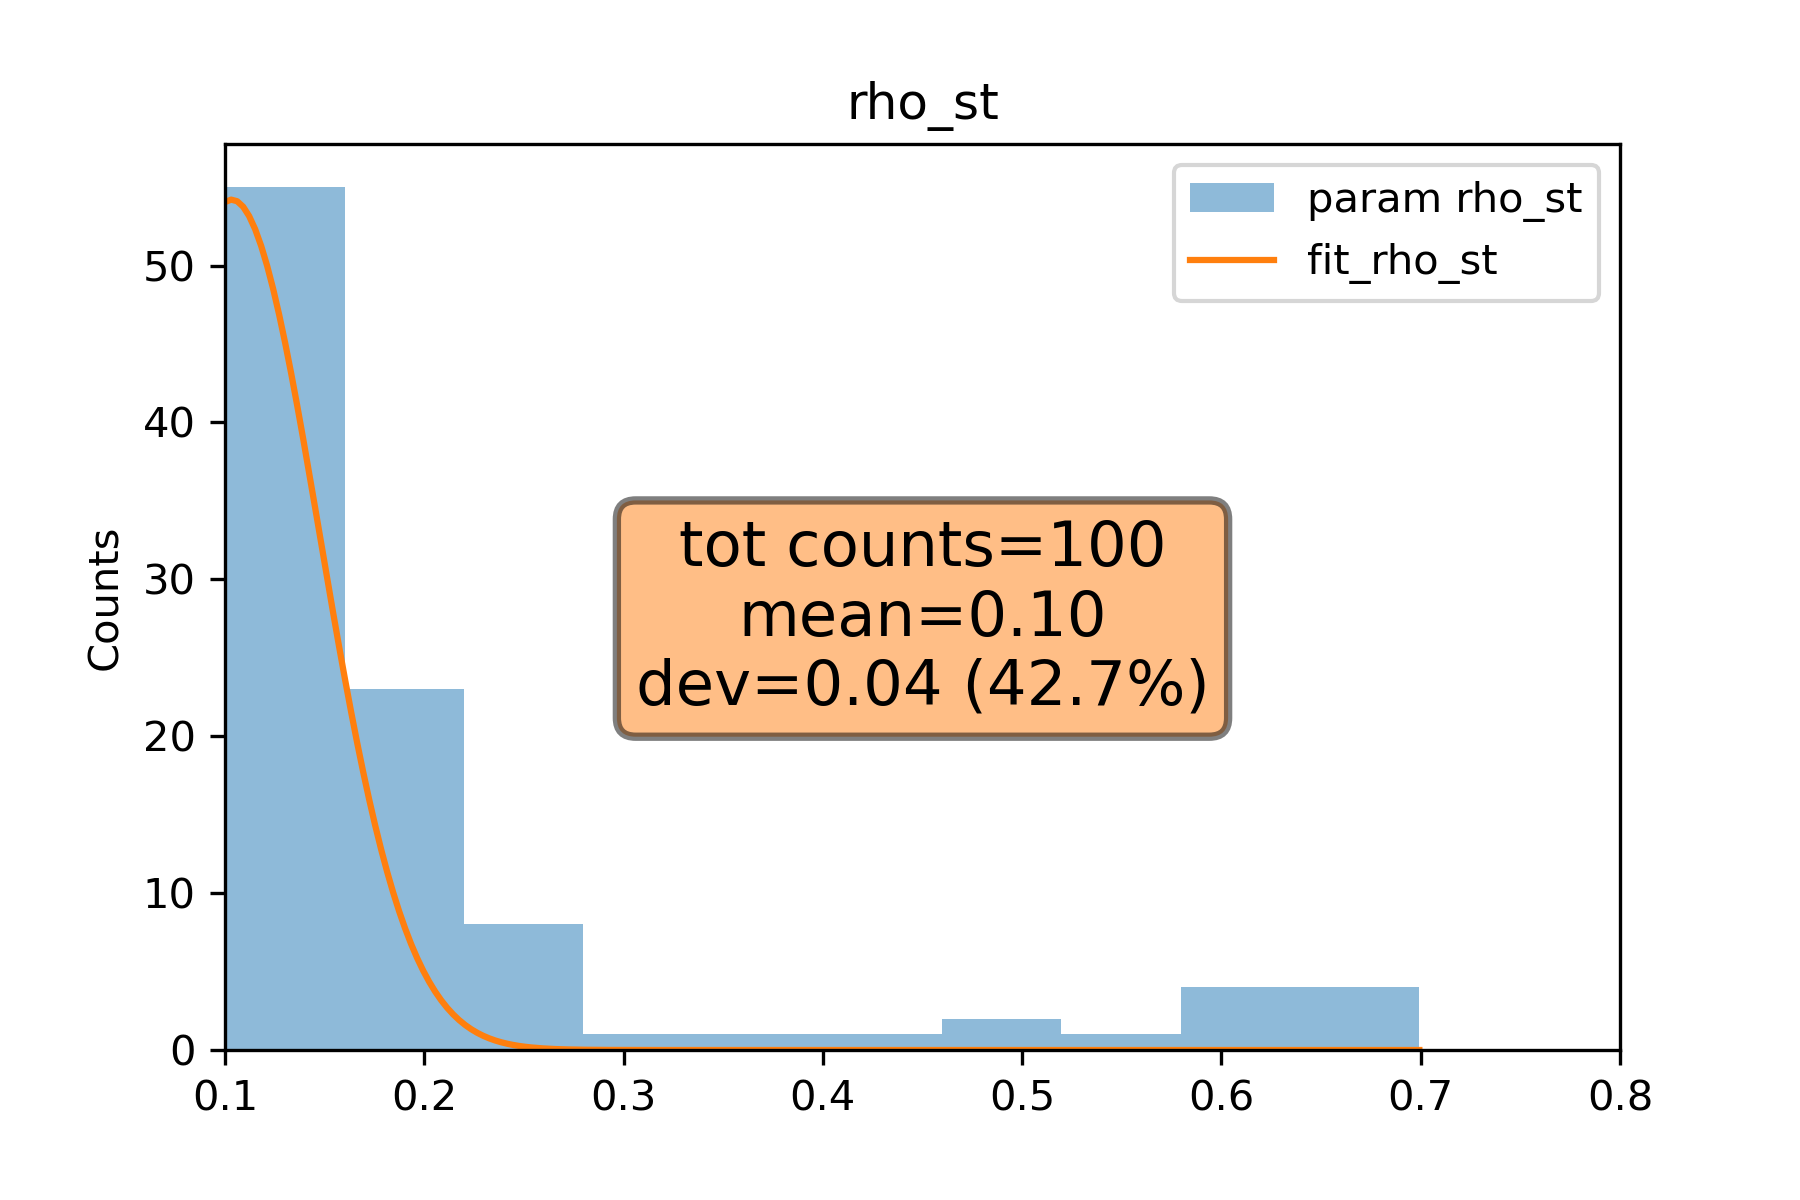 rho_st
param rho_st
fit_rho_st
Counts
50
40
30
20
10
0
tot counts=100
mean=0.10
dev=0.04 (42.7%)
0.1 0.2 0.3 0.4 0.5 0.6 0.7 0.8